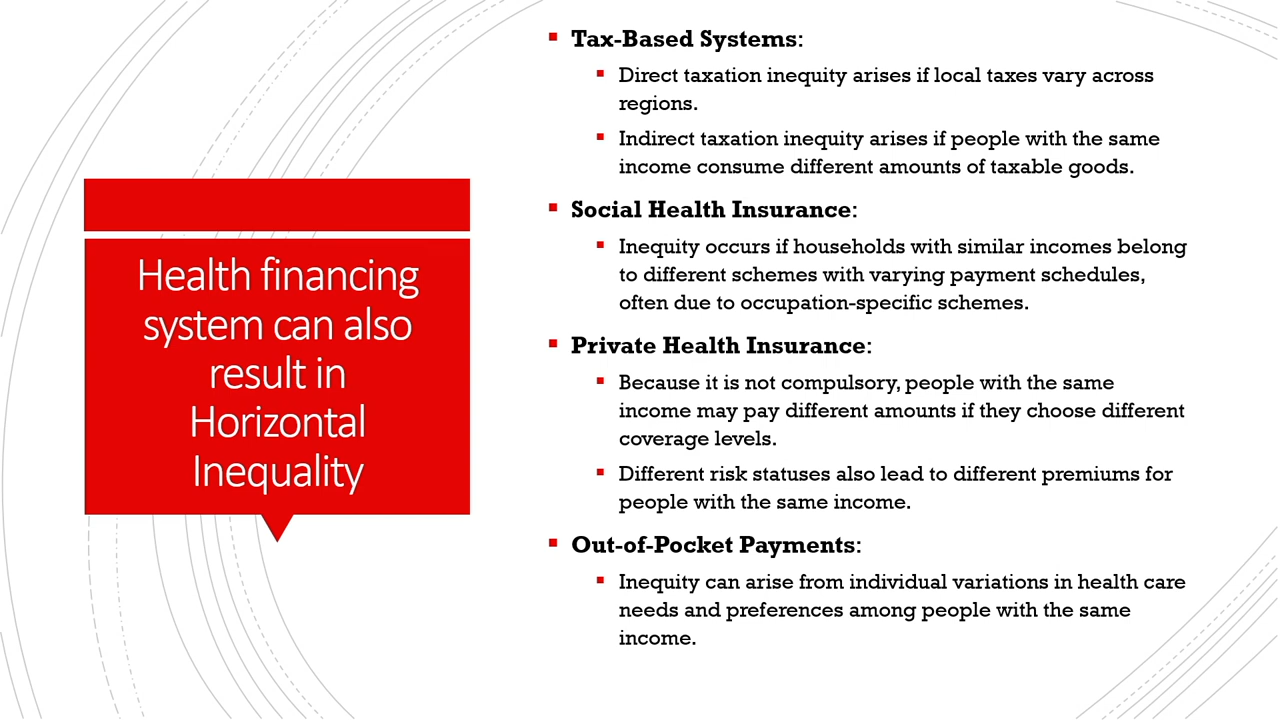 Health financing
system can also
result in
Horizontal
Inequality
Tax-Based Systems:
Direct taxation inequity arises if local taxes vary across
regions.
Indirect taxation inequity arises if people with the same
income consume different amounts of taxable goods.
Social Health Insurance:
Inequity occurs if households with similar incomes belong
to different schemes with varying payment schedules,
often due to occupation-specific schemes.
Private Health Insurance:
Because it is not compulsory, people with the same
income may pay different amounts if they choose different
coverage levels.
Different risk statuses also lead to different premiums for
people with the same income.
Out-of-Pocket Payments:
Inequity can arise from individual variations in health care
needs and preferences among people with the same
income.